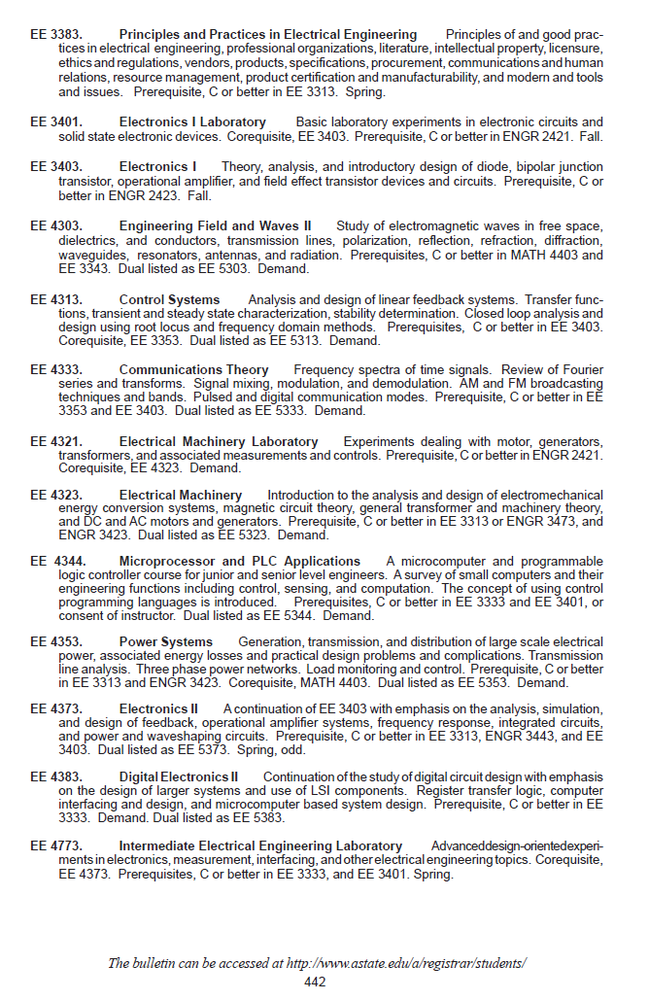 EE 3383. Principles and Practices in Electrical Engineering Principles of and good prac-
tices in electrical engineering, professional organizations, literature, intellectual property, licensure,
ethics and regulations, vendors, products, specifications, procurement, communications and human
relations, resource management, product certification and manufacturability, and modern and tools
and issues. Prerequisite, C or better in EE 3313. Spring.
EE 3401. Electronics I Laboratory Basic laboratory experiments in electronic circuits and
solid state electronic devices. Corequisite, EE 3403. Prerequisite, C or better in ENGR 2421. Fall.
EE 3403. Electronics I Theory, analysis, and introductory design of diode, bipolar junction
transistor, operational amplifier, and field effect transistor devices and circuits. Prerequisite, C or
better in ENGR 2423. Fall.
EE 4303. Engineering Field and Waves II Study of electromagnetic waves in free space,
dielectrics, and conductors, transmission lines, polarization, reflection, refraction, diffraction,
waveguides, resonators, antennas, and radiation. Prerequisites, C or better in MATH 4403 and
EE 3343. Dual listed as EE 5303. Demand.
EE 4313. Control Systems Analysis and design of linear feedback systems. Transfer func-
tions, transient and steady state characterization, stability determination. Closed loop analysis and
design using root locus and frequency domain methods. Prerequisites, C or better in EE 3403.
Corequisite, EE 3353. Dual listed as EE 5313. Demand.
EE 4333. Communications Theory Frequency spectra of time signals. Review of Fourier
series and transforms. Signal mixing, modulation, and demodulation. AM and FM broadcasting
techniques and bands. Pulsed and digital communication modes. Prerequisite, C or better in EE
3353 and EE 3403. Dual listed as EE 5333. Demand.
EE 4321. Electrical Machinery Laboratory Experiments dealing with motor, generators,
transformers, and associated measurements and controls. Prerequisite, C or better in ENGR 2421.
Corequisite, EE 4323. Demand.
EE 4323. Electrical Machinery Introduction to the analysis and design of electromechanical
energy conversion systems, magnetic circuit theory, general transformer and machinery theory,
and DC and AC motors and generators. Prerequisite, C or better in EE 3313 or ENGR 3473, and
ENGR 3423. Dual listed as EE 5323. Demand.
EE 4344. Microprocessor and PLC Applications A microcomputer and programmable
logic controller course for junior and senior level engineers. A survey of small computers and their
engineering functions including control, sensing, and computation. The concept of using control
programming languages is introduced. Prerequisites, C or better in EE 3333 and EE 3401, or
consent of instructor. Dual listed as EE 5344. Demand.
EE 4353. Power Systems Generation, transmission, and distribution of large scale electrical
power, associated energy losses and practical design problems and complications. Transmission
line analysis. Three phase power networks. Load monitoring and control. Prerequisite, C or better
in EE 3313 and ENGR 3423. Corequisite, MATH 4403. Dual listed as EE 5353. Demand.
EE 4373. Electronics II A continuation of EE 3403 with emphasis on the analysis, simulation,
and design of feedback, operational amplifier systems, frequency response, integrated circuits,
and power and waveshaping circuits. Prerequisite, C or better in EE 3313, ENGR 3443, and EE
3403. Dual listed as EE 5373. Spring, odd.
EE 4383. Digital Electronics II Continuation of the study of digital circuit design with emphasis
on the design of larger systems and use of LSI components. Register transfer logic, computer
interfacing and design, and microcomputer based system design. Prerequisite, C or better in EE
3333. Demand. Dual listed as EE 5383.
EE 4773. Intermediate Electrical Engineering Laboratory Advanced design-oriented experi-
ments in electronics, measurement, interfacing, and other electrical engineering topics. Corequisite,
EE 4373. Prerequisites, C or better in EE 3333, and EE 3401. Spring.
The bulletin can be accessed at http://www.astate.edu/a/registrar/students/
442